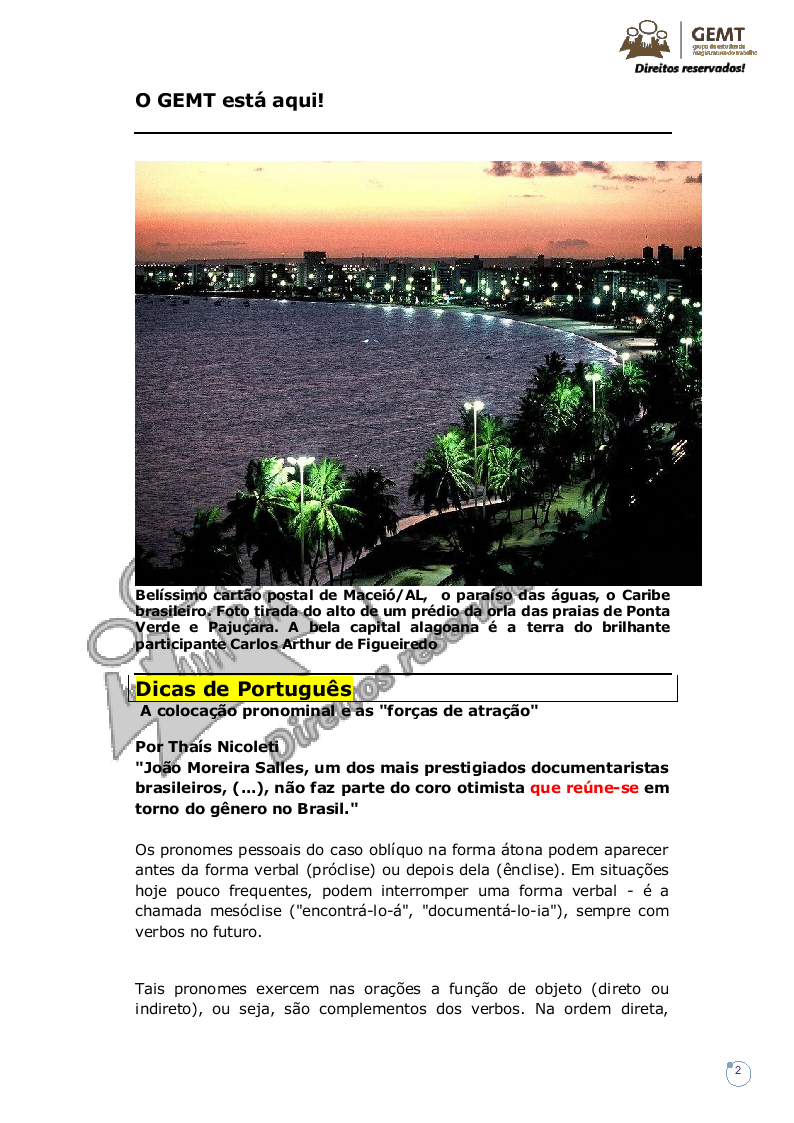 GEMT
grupo de estudos da
magistratura do trabalho
Direitos reservados!
O GEMT está aqui!
Belíssimo cartão postal de Maceió/AL, o paraíso das águas, o Caribe
brasileiro. Foto tirada do alto de um prédio da orla das praias de Ponta
Verde e Pajuçara. A bela capital alagoana é a terra do brilhante
participante Carlos Arthur de Figueiredo
Dicas de Português
A colocação pronominal e as "forças de atração"
Por Thaís Nicoleti
"João Moreira Salles, um dos mais prestigiados documentaristas
brasileiros, (...), não faz parte do coro otimista que reúne-se em
torno do gênero no Brasil."
Os pronomes pessoais do caso oblíquo na forma átona podem aparecer
antes da forma verbal (próclise) ou depois dela (ênclise). Em situações
hoje pouco frequentes, podem interromper uma forma verbal - é a
chamada mesóclise ("encontrá-lo-á", "documentá-lo-ia"), sempre com
verbos no futuro.
Tais pronomes exercem nas orações a função de objeto (direto ou
indireto), ou seja, são complementos dos verbos. Na ordem direta,
Direitos reservados
2